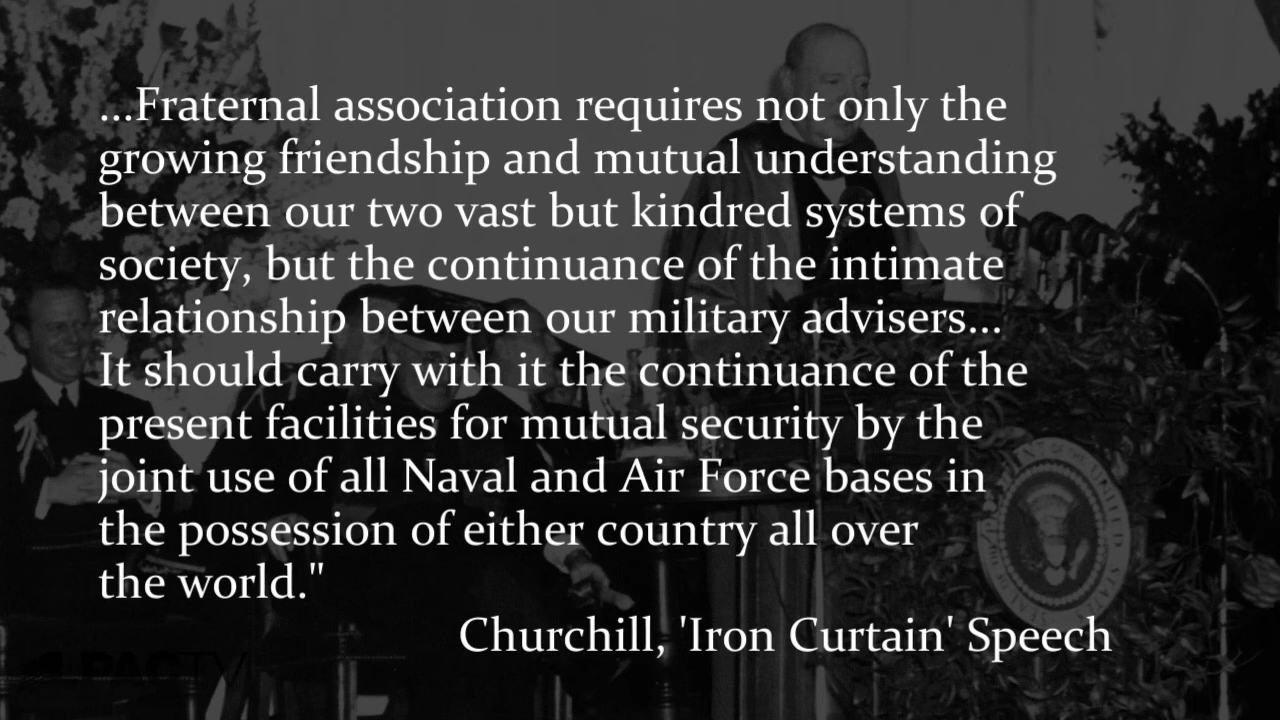 ...Fraternal association requires not only the
growing friendship and mutual understanding
between our two vast but kindred systems of
society, but the continuance of the intimate
relationship between our military advisers...
It should carry with it the continuance of the
present facilities for mutual security by the
joint use of all Naval and Air Force bases in
the possession of either country all over
the world."
Churchill, 'Iron Curtain' Speech
LPACTV